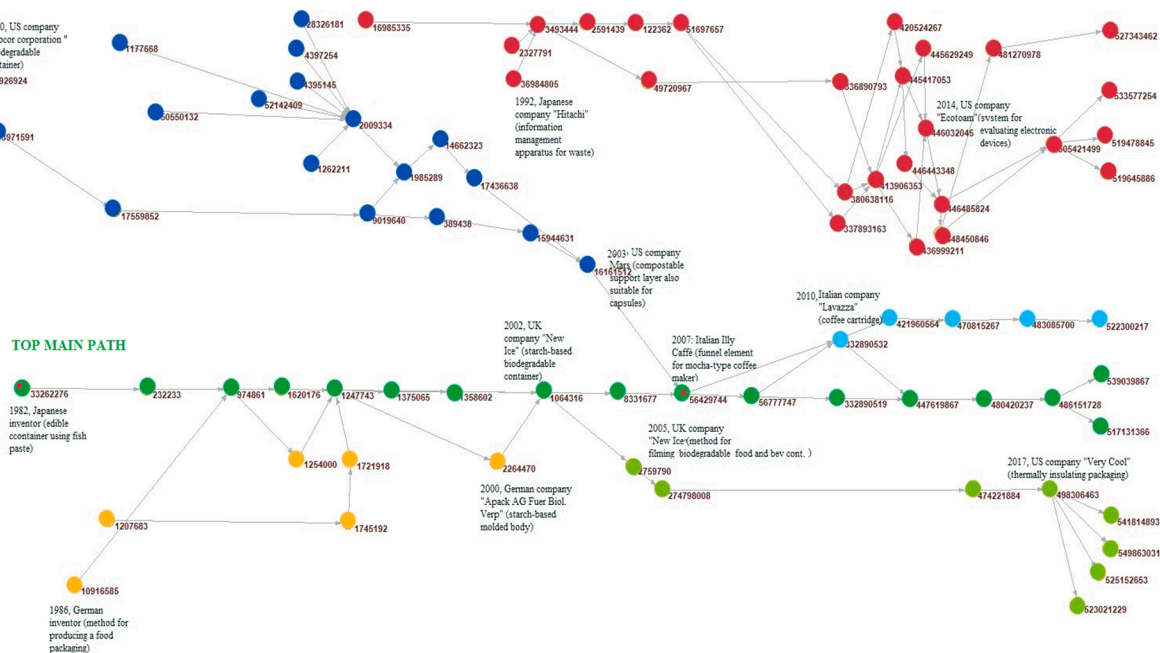 0, US company
ocor corporation "
odegradable
tainer)
926924
3971591
1177668
28326181
4397254
4395145
52142409
50550132
2009334
1262211
14662323
1985289
17436638
17559852
9019640
389438
15944631
16161512
16985335
3493444
2591439
122362
51697657
2327791
36984805
49720967
1992, Japanese
company "Hitachi"
(information
management
apparatus for waste)
420524267
445629249
481270978
527343462
336890793
445417053
533577254
2014, US company
"Ecotoam"(svstem for
evaluating electronic
devices)
446032045
519478845
505421499
446443348
519645886
413906353
380638116
446485824
337893163
448450846
436999211
2003, US company
Mars (compostable
support layer also
suitable for
capsules)
2010,
Italian company
"Lavazza"
(coffee cartridge)
421960564
470815267
483085700
522300217
332890532
TOP MAIN PATH
2002, UK
company "New
Ice" (starch-based
biodegradable
container)
2007: Italian Illy
Caffè (funnel element
for mocha-type coffee
maker)
33262276
232233
974861
1620176
1247743
1375065
358602
1064316
8331677
56429744
56777747
332890519
447619867
480420237
486151728
539039867
517131366
1982, Japanese
inventor (edible
ccontainer using fish
paste)
1254000
1721918
2264470
2000, German company
"Apack AG Fuer Biol.
Verp" (starch-based
molded body)
2005, UK company
"New Ice"(method for
filming biodegradable food and bev cont. )
2759790
274798008
474221884
498306463
2017, US company "Very Cool"
(thermally insulating packaging)
541814893
549863031
525152653
523021229
1207683
1745192
10916585
1986, German
inventor (method for
producing a food
packaging)